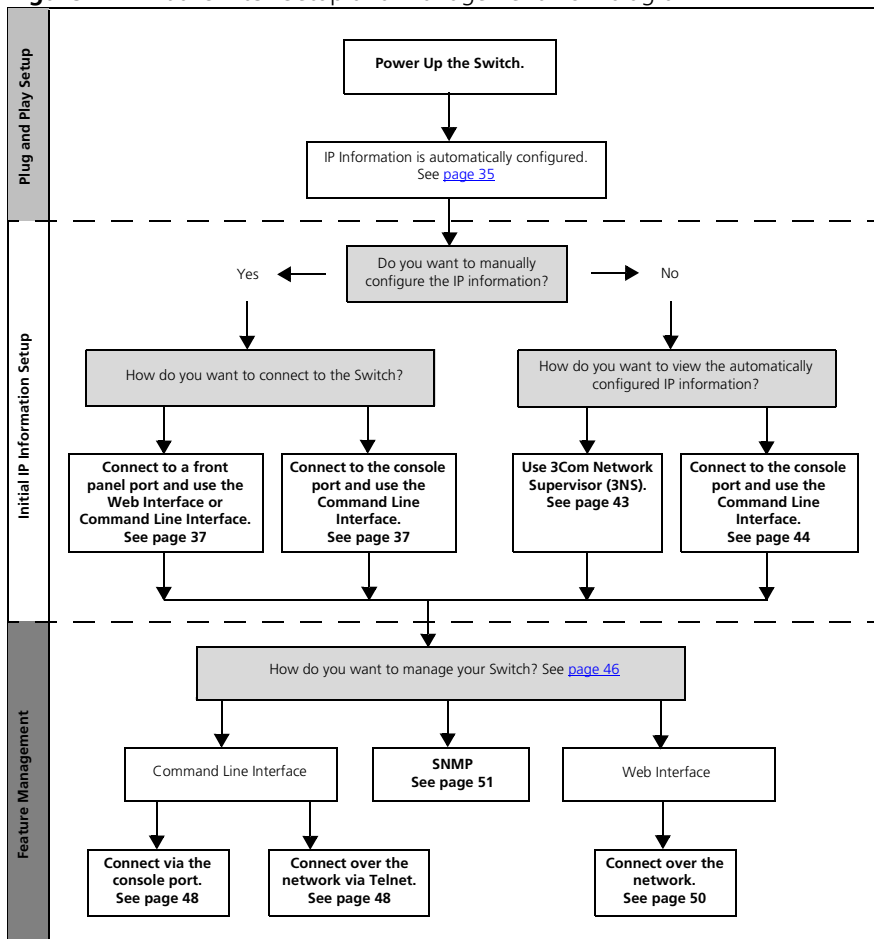 Plug and Play Setup
Power Up the Switch.
IP Information is automatically configured.
See page 35
Initial IP Information Setup
Do you want to manually
configure the IP information?
Yes
No
How do you want to connect to the Switch?
How do you want to view the automatically
configured IP information?
Connect to a front
panel port and use the
Web Interface or
Command Line Interface.
See page 37
Connect to the console
port and use the
Command Line
Interface.
See page 37
Use 3Com Network
Supervisor (3NS).
See page 43
Connect to the console
port and use the
Command Line
Interface.
See page 44
Feature Management
How do you want to manage your Switch? See page 46
Command Line Interface
SNMP
See page 51
Web Interface
Connect via the
console port.
See page 48
Connect over the
network via Telnet.
See page 48
Connect over the
network.
See page 50